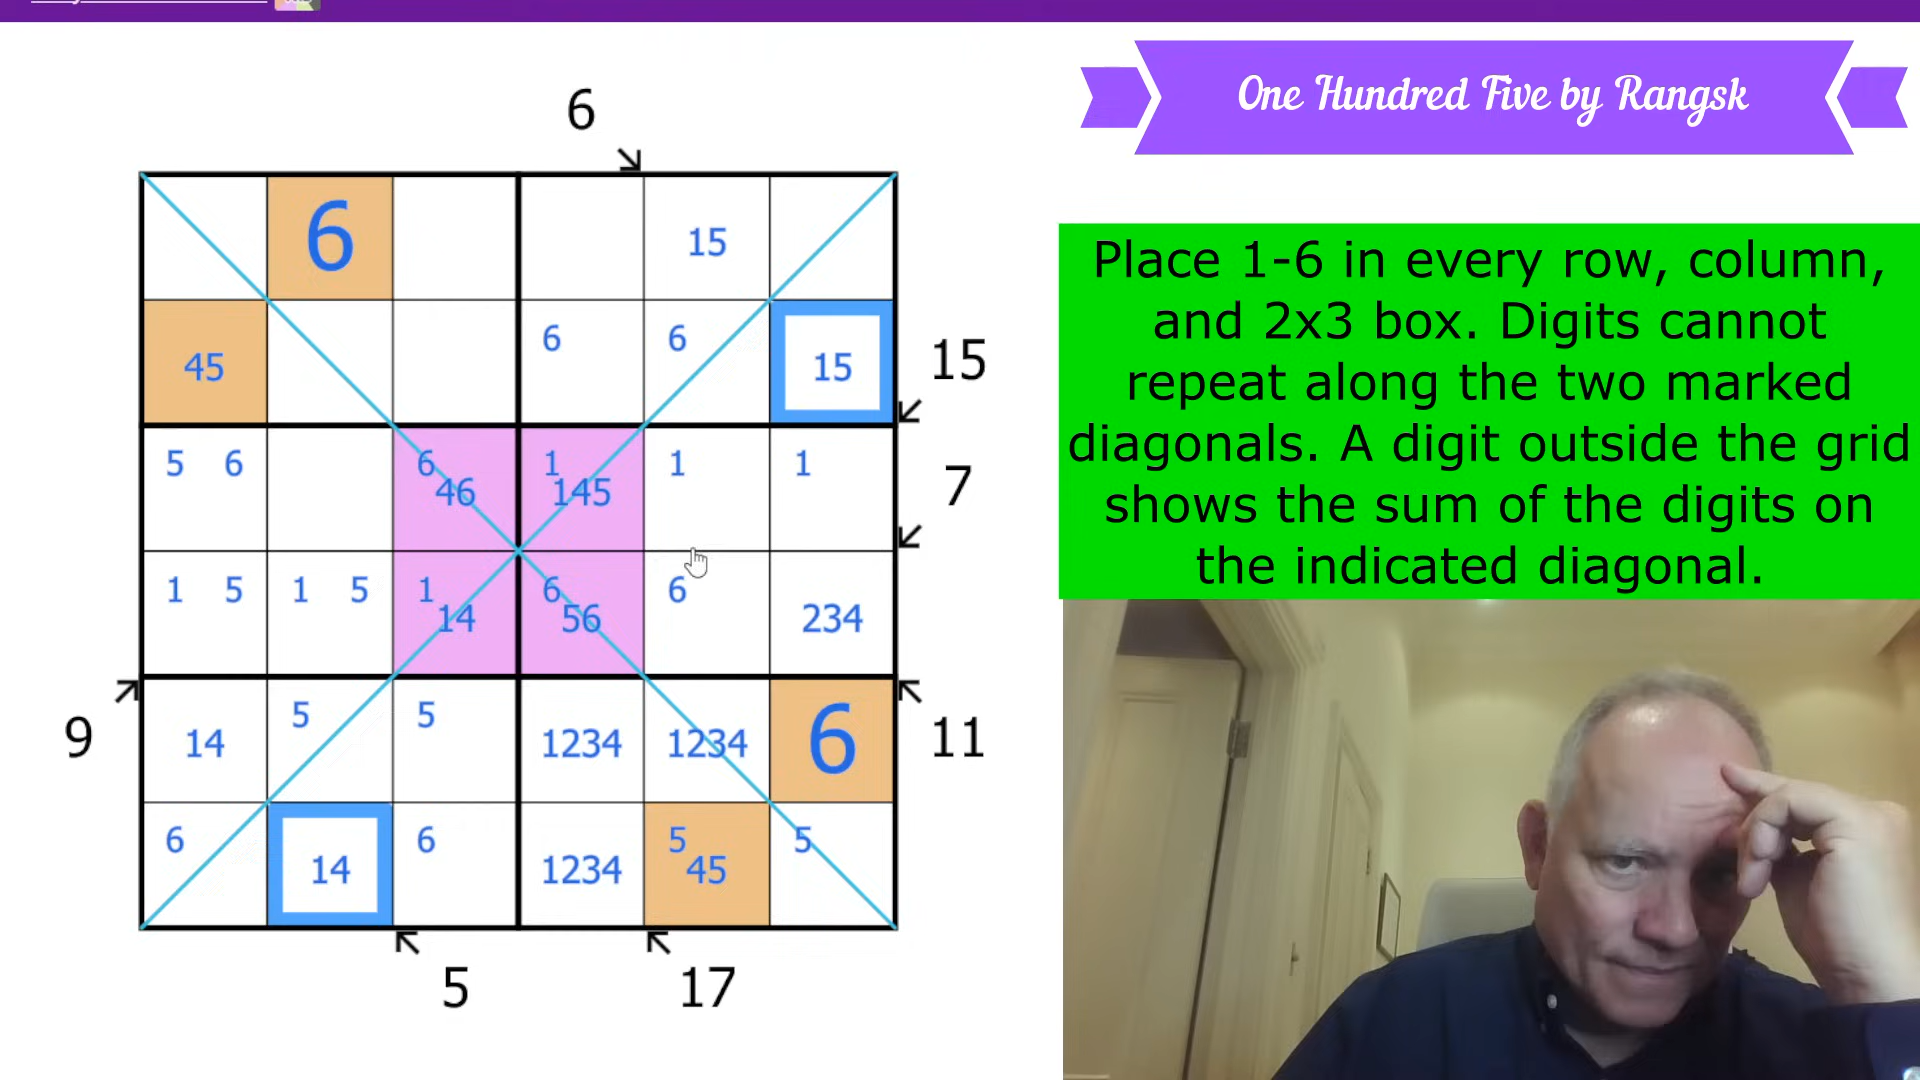 One Hundred Five by Rangsk
Place 1-6 in every row, column,
and 2x3 box. Digits cannot
repeat along the two marked
diagonals. A digit outside the grid
shows the sum of the digits on
the indicated diagonal.
6
6 15
45 6 6 15 15
5 6 6 46 1 145 1 1 7
1 5 1 5 1 14 6 56 6 234
9 14 5 5 1234 1234 6 11
6 14 6 1234 5 45 5
5 17